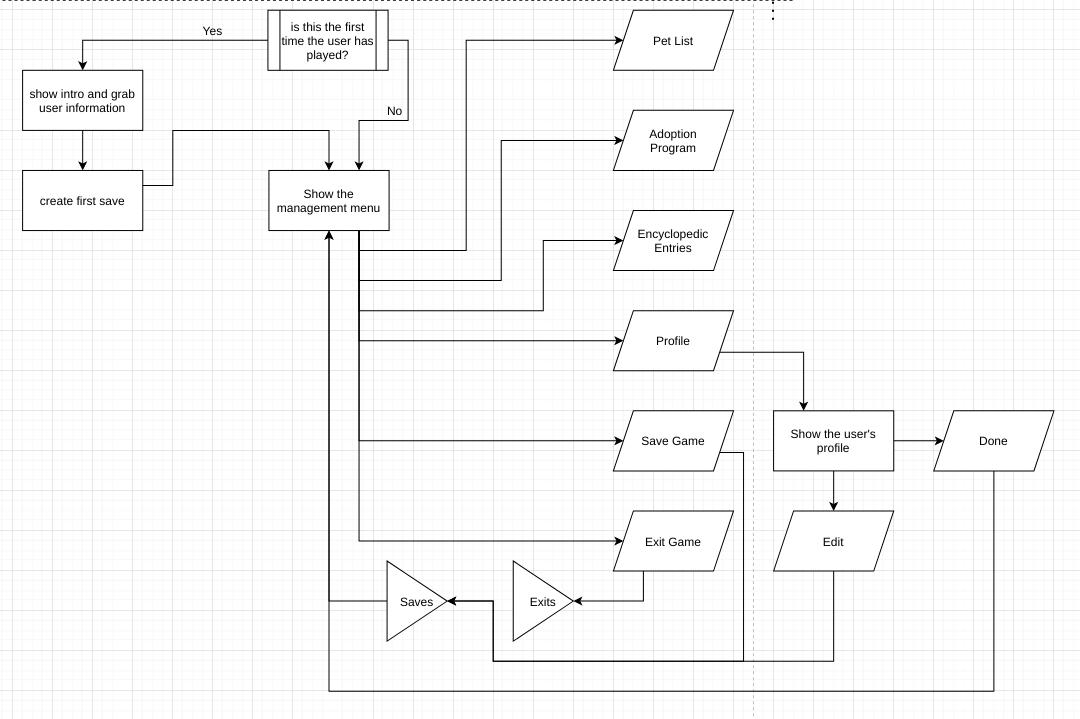 Yes
is this the first
time the user has
played?
No
show intro and grab
user information
create first save
Show the
management menu
Pet List
Adoption
Program
Encyclopedic
Entries
Profile
Save Game
Exit Game
Show the user's
profile
Done
Edit
Saves
Exits